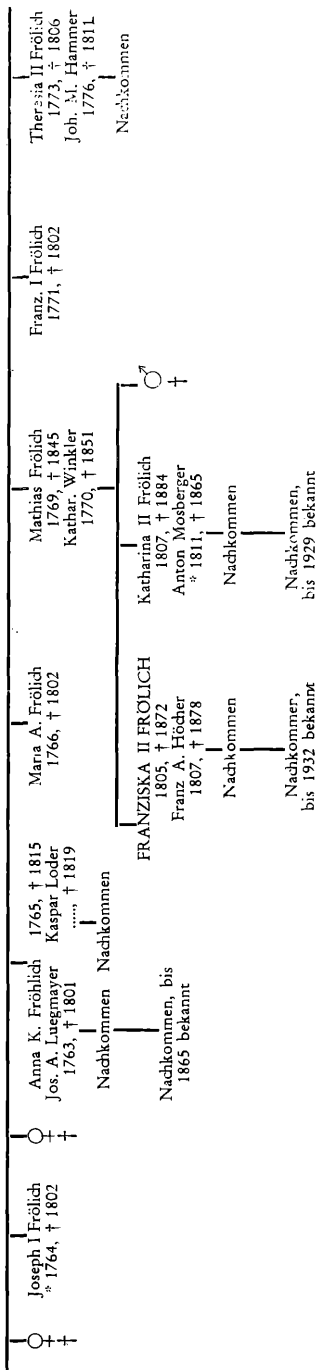 Joseph I Frölich
* 1764, † 1802
Anna K. Fröhlich 1765, † 1815
Jos. A. Luegmayer Kaspar Loder
1763, † 1801 ....., † 1819
Nachkommen Nachkommen
Nachkommen, bis
1865 bekannt
Maria A. Frölich
1766, † 1802
Mathias Frölich
1769, † 1845
Kathar. Winkler
1770, † 1851
FRANZISKA II FRÖLICH
1805, † 1872
Franz A. Höcher
1807, † 1878
Nachkommen
Nachkommer,
bis 1932 bekannt
Katharina II Frölich
1807, † 1884
Anton Mosberger
* 1811, † 1865
Nachkommen
Nachkommen,
bis 1929 bekannt
Franz. I Frölich
1771, † 1802
Theresia II Frölich
1773, † 1806
Joh. M. Hammer
1776, † 1811
Nachkommen